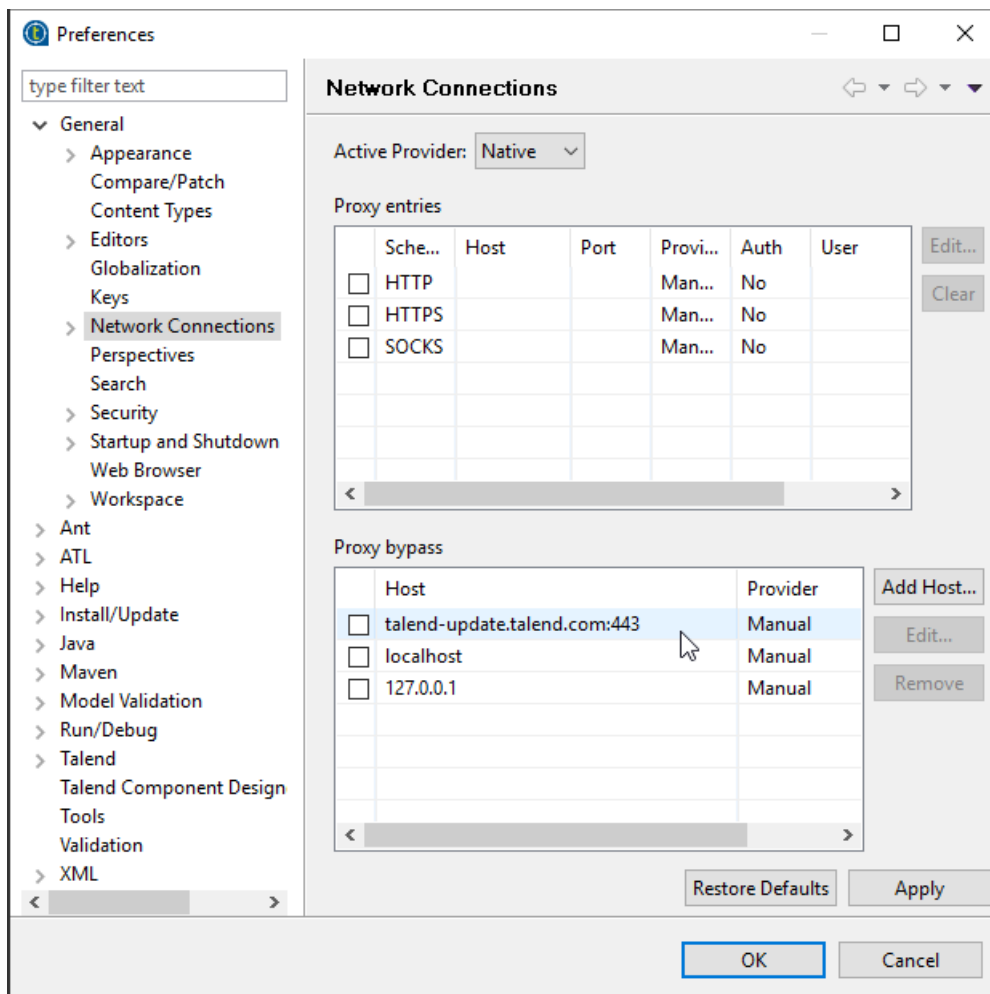 Preferences
type filter text
General
Appearance
Compare/Patch
Content Types
Editors
Globalization
Keys
Network Connections
Perspectives
Search
Security
Startup and Shutdown
Web Browser
Workspace
Ant
ATL
Help
Install/Update
Java
Maven
Model Validation
Run/Debug
Talend
Talend Component Design
Tools
Validation
XML
Network Connections
Active Provider: Native
Proxy entries
Sche... Host Port Provi... Auth User
HTTP Man... No
HTTPS Man... No
SOCKS Man... No
Edit...
Clear
Proxy bypass
Host Provider
talend-update.talend.com:443 Manual
localhost Manual
127.0.0.1 Manual
Add Host...
Edit...
Remove
Restore Defaults Apply
OK Cancel